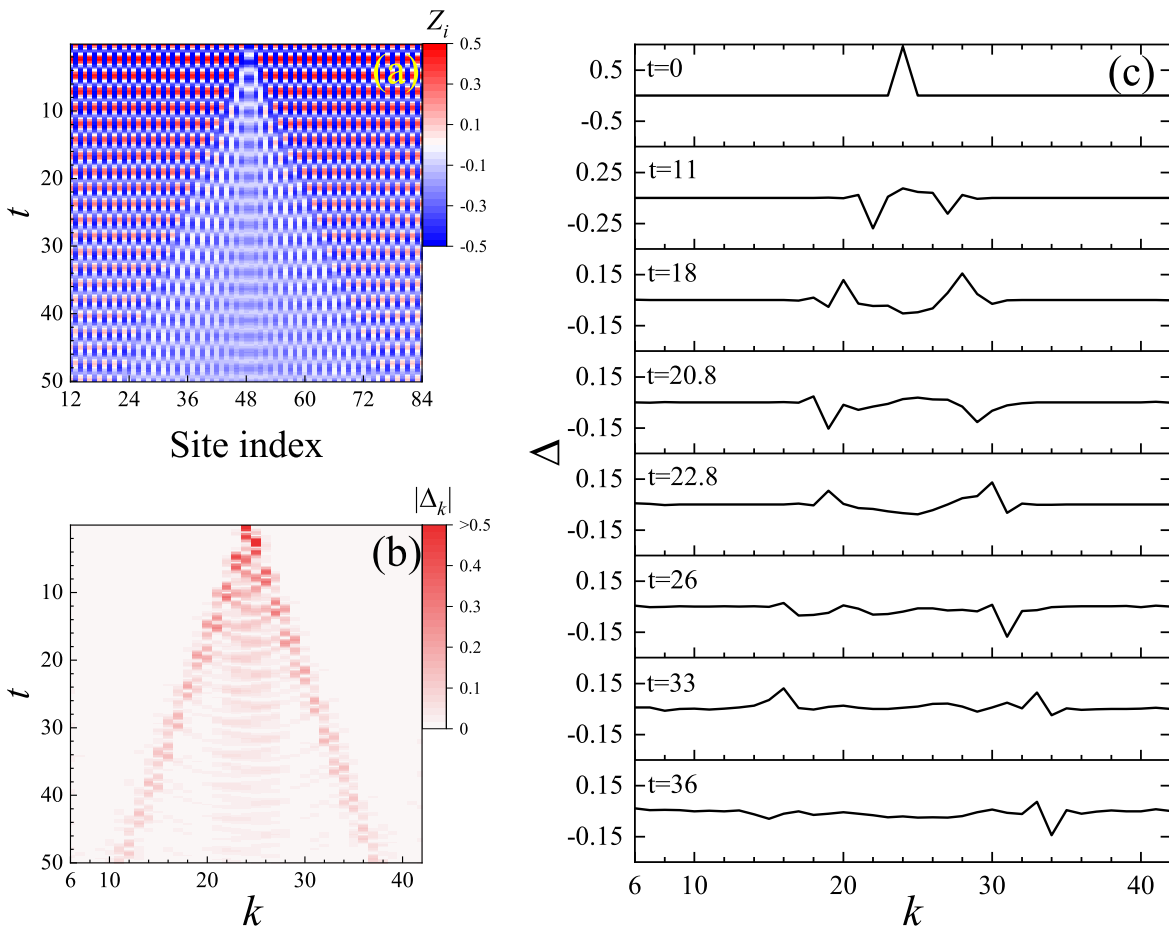 Z_i
(a)
0.5
0.3
0.1
-0.1
-0.3
-0.5
10
20
30
40
50
t
12 24 36 48 60 72 84
Site index
|Δ_k|
(b)
>0.5
0.4
0.3
0.2
0.1
0
10
20
30
40
50
t
6 10 20 30 40
k
(c)
t=0
0.5
-0.5
t=11
0.25
-0.25
t=18
0.15
-0.15
t=20.8
0.15
-0.15
t=22.8
0.15
-0.15
t=26
0.15
-0.15
t=33
0.15
-0.15
t=36
0.15
-0.15
Δ
6 10 20 30 40
k